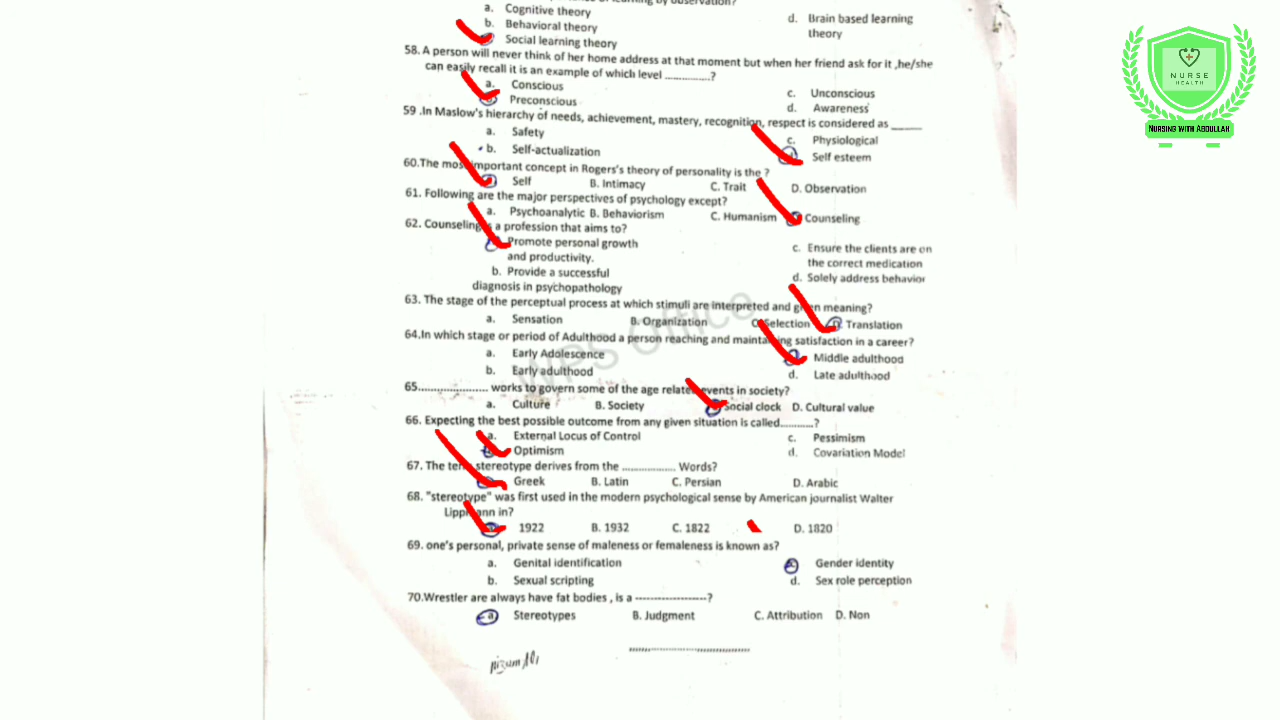 a. Cognitive theory
b. Behavioral theory
Social learning theory
d. Brain based learning
theory
58. A person will never think of her home address at that moment but when her friend ask for it ,he/she
can easily recall it is an example of which level ..............?
a. Conscious
Preconscious
c. Unconscious
d. Awareness
59 .In Maslow's hierarchy of needs, achievement, mastery, recognition, respect is considered as _____
a. Safety
b. Self-actualization
c. Physiological
Self esteem
60.The most important concept in Rogers's theory of personality is the ?
Self B. Intimacy C. Trait D. Observation
61. Following are the major perspectives of psychology except?
a. Psychoanalytic B. Behaviorism C. Humanism Counseling
62. Counseling is a profession that aims to?
Promote personal growth
and productivity.
b. Provide a successful
diagnosis in psychopathology
c. Ensure the clients are on
the correct medication
d. Solely address behavior
63. The stage of the perceptual process at which stimuli are interpreted and given meaning?
a. Sensation B. Organization C. Selection Translation
64.In which stage or period of Adulthood a person reaching and maintaining satisfaction in a career?
a. Early Adolescence
b. Early adulthood
Middle adulthood
d. Late adulthood
65...................... works to govern some of the age related events in society?
a. Culture B. Society Social clock D. Cultural value
66. Expecting the best possible outcome from any given situation is called...........?
a. External Locus of Control
Optimism
c. Pessimism
d. Covariation Model
67. The term stereotype derives from the ................ Words?
Greek B. Latin C. Persian D. Arabic
68. "stereotype" was first used in the modern psychological sense by American journalist Walter
Lippmann in?
1922 B. 1932 C. 1822 D. 1820
69. one's personal, private sense of maleness or femaleness is known as?
a. Genital identification
b. Sexual scripting
Gender identity
d. Sex role perception
70.Wrestler are always have fat bodies , is a -------------------?
a Stereotypes B. Judgment C. Attribution D. Non
WPS Office
NURSE
HEALTH
NURSING WITH ABDULLAH